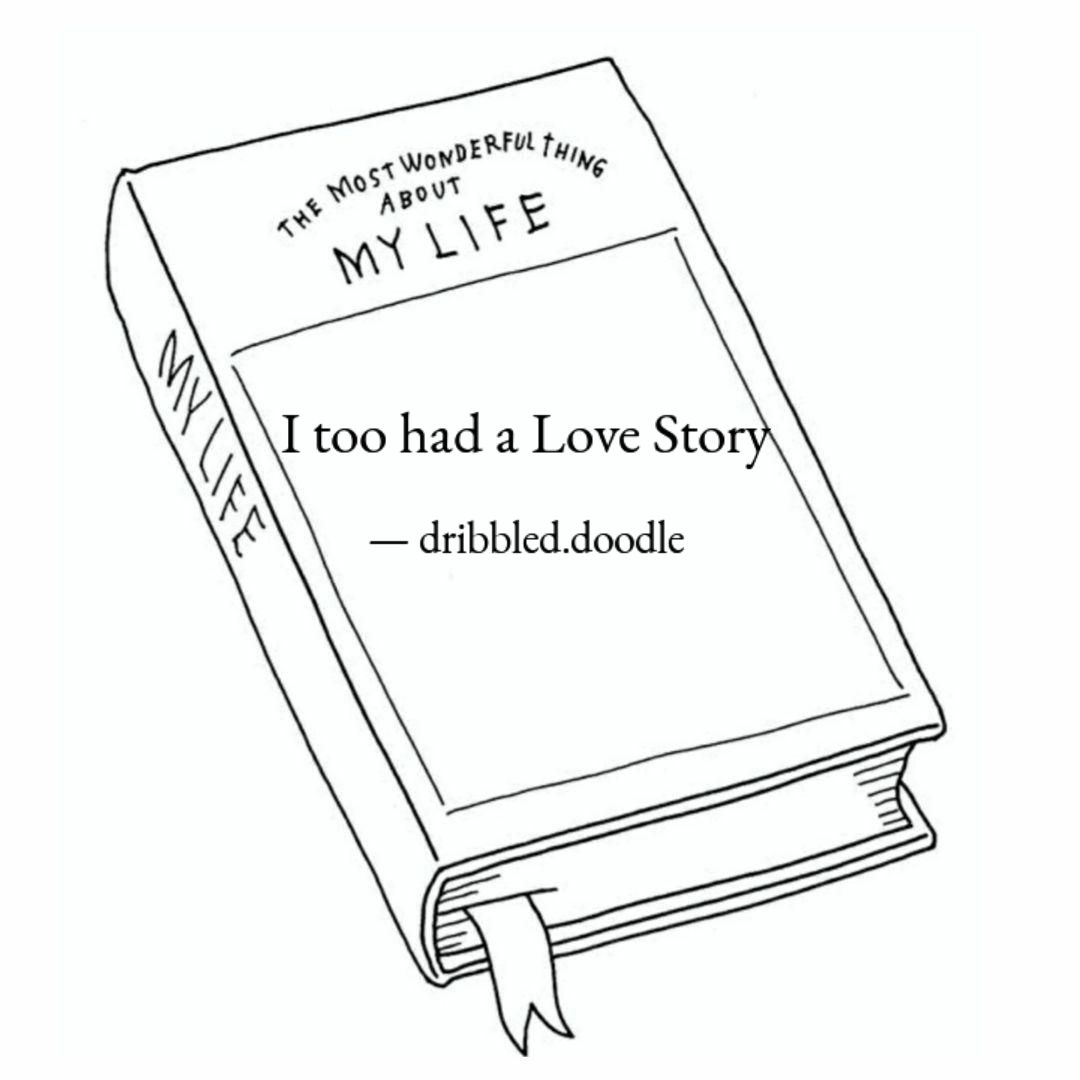 THE MOST WONDERFUL THING
ABOUT
MY LIFE
MY LIFE
I too had a Love Story
— dribbled.doodle